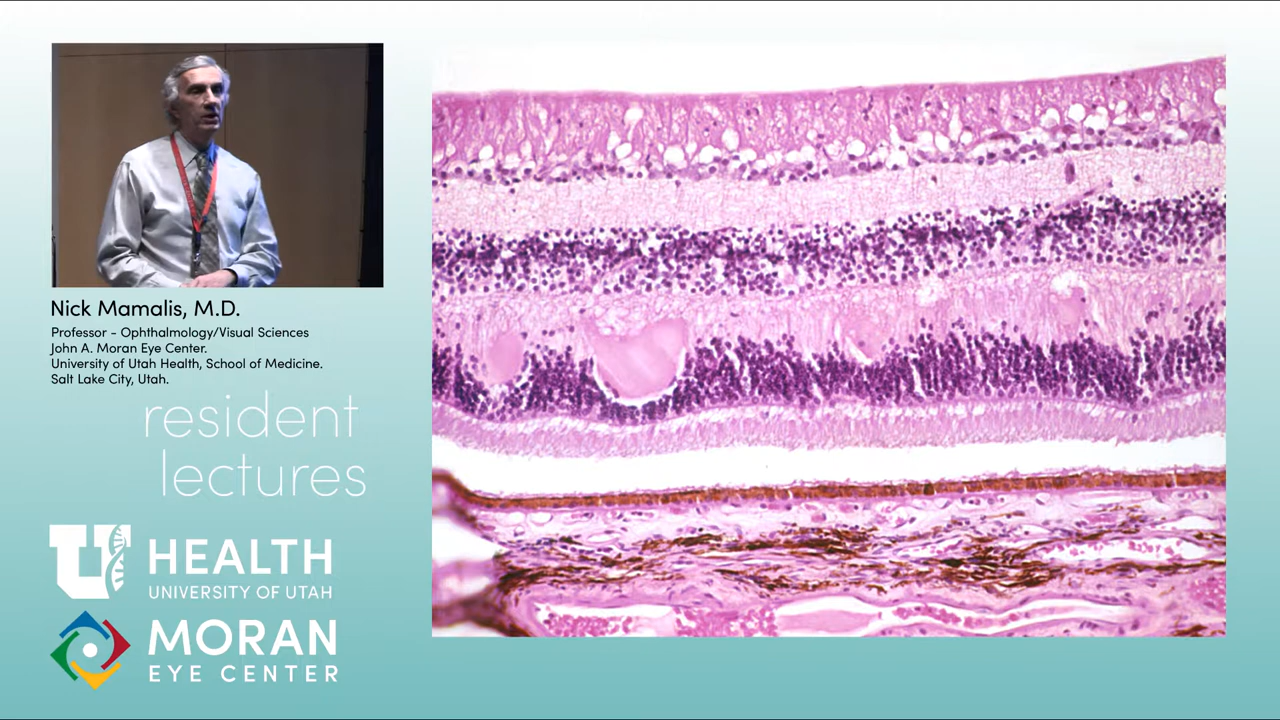 Nick Mamalis, M.D.
Professor - Ophthalmology/Visual Sciences
John A. Moran Eye Center.
University of Utah Health, School of Medicine.
Salt Lake City, Utah.
resident
lectures
U HEALTH
UNIVERSITY OF UTAH
MORAN
EYE CENTER